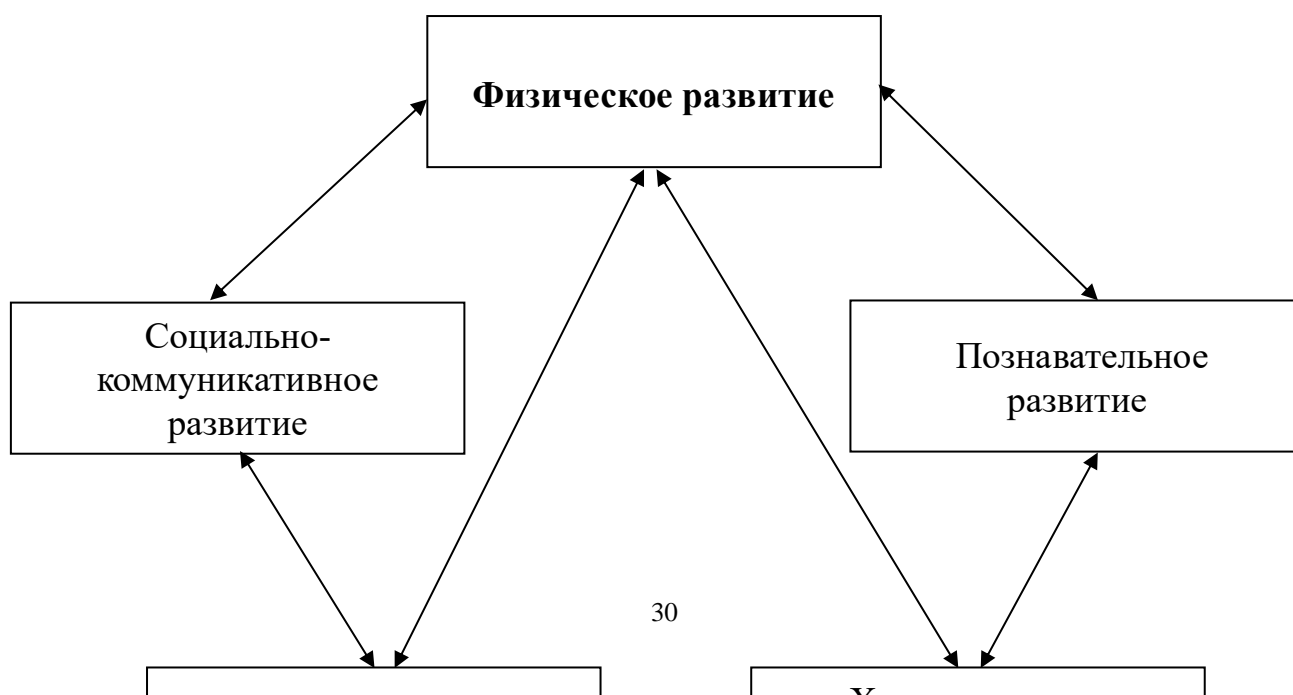 Физическое развитие
Социально-
коммуникативное
развитие
Познавательное
развитие
30